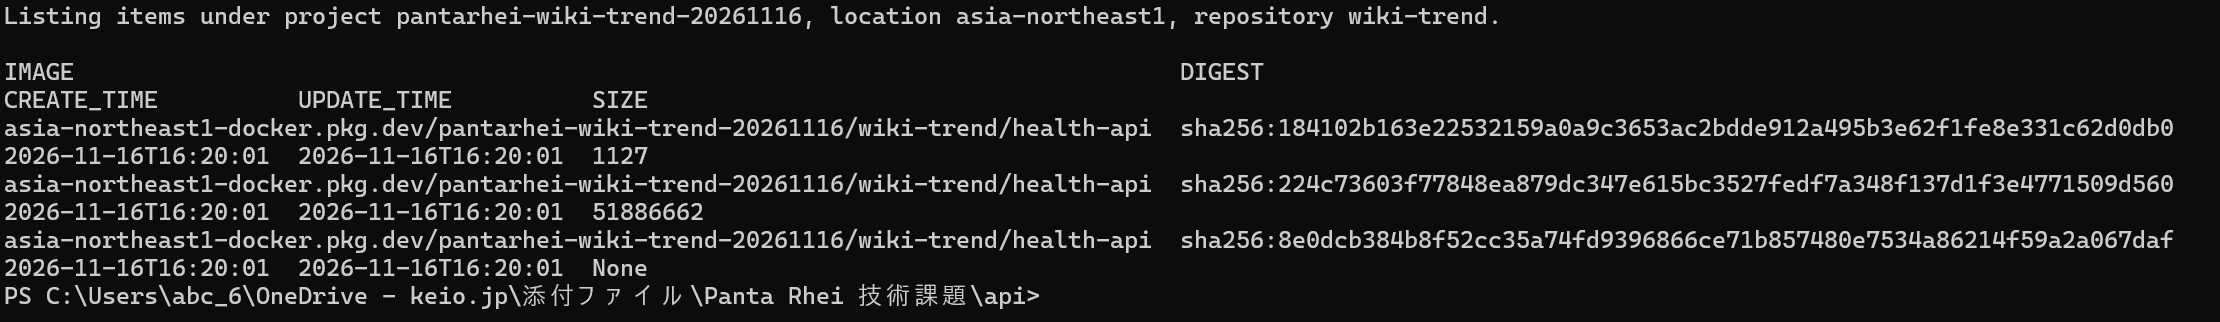 Listing items under project pantarhei-wiki-trend-20261116, location asia-northeast1, repository wiki-trend.
IMAGE DIGEST
CREATE_TIME UPDATE_TIME SIZE
asia-northeast1-docker.pkg.dev/pantarhei-wiki-trend-20261116/wiki-trend/health-api sha256:184102b163e22532159a0a9c3653ac2bdde912a495b3e62f1fe8e331c62d0db0
2026-11-16T16:20:01 2026-11-16T16:20:01 1127
asia-northeast1-docker.pkg.dev/pantarhei-wiki-trend-20261116/wiki-trend/health-api sha256:224c73603f77848ea879dc347e615bc3527fedf7a348f137d1f3e4771509d560
2026-11-16T16:20:01 2026-11-16T16:20:01 51886662
asia-northeast1-docker.pkg.dev/pantarhei-wiki-trend-20261116/wiki-trend/health-api sha256:8e0dcb384b8f52cc35a74fd9396866ce71b857480e7534a86214f59a2a067daf
2026-11-16T16:20:01 2026-11-16T16:20:01 None
PS C:\Users\abc_6\OneDrive - keio.jp\添付ファイル\Panta Rhei 技術課題\api>